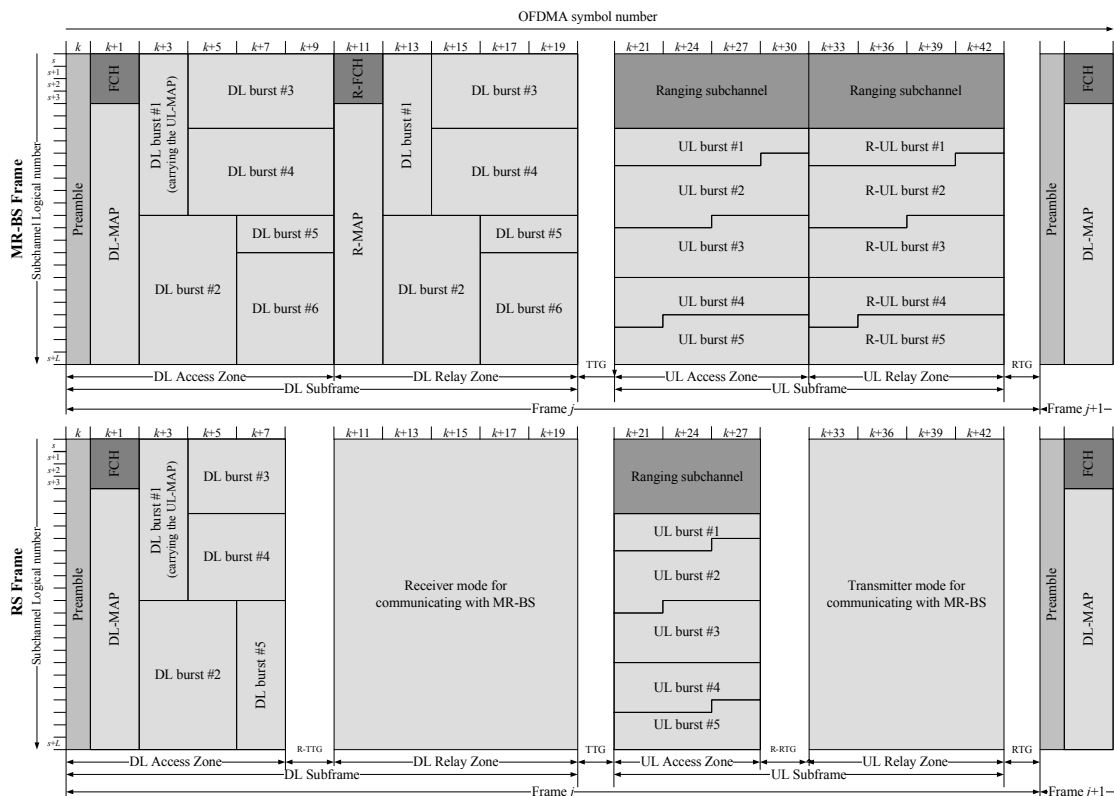 OFDMA symbol number
k k+1 k+3 k+5 k+7 k+9 k+11 k+13 k+15 k+17 k+19 k+21 k+24 k+27 k+30 k+33 k+36 k+39 k+42
MR-BS Frame
Subchannel Logical number
s
s+1
s+2
s+3
s+L
Preamble
FCH
DL-MAP
DL burst #1
(carrying the UL-MAP)
DL burst #3
DL burst #4
DL burst #2
DL burst #5
DL burst #6
R-FCH
R-MAP
DL burst #1
DL burst #3
DL burst #4
DL burst #2
DL burst #5
DL burst #6
Ranging subchannel
UL burst #1
UL burst #2
UL burst #3
UL burst #4
UL burst #5
Ranging subchannel
R-UL burst #1
R-UL burst #2
R-UL burst #3
R-UL burst #4
R-UL burst #5
Preamble
FCH
DL-MAP
DL Access Zone DL Relay Zone TTG UL Access Zone UL Relay Zone RTG
DL Subframe UL Subframe
Frame j Frame j+1
k k+1 k+3 k+5 k+7 k+11 k+13 k+15 k+17 k+19 k+21 k+24 k+27 k+33 k+36 k+39 k+42
RS Frame
Subchannel Logical number
s
s+1
s+2
s+3
s+L
Preamble
FCH
DL-MAP
DL burst #1
(carrying the UL-MAP)
DL burst #3
DL burst #4
DL burst #2
DL burst #5
Receiver mode for
communicating with MR-BS
Ranging subchannel
UL burst #1
UL burst #2
UL burst #3
UL burst #4
UL burst #5
Transmitter mode for
communicating with MR-BS
Preamble
FCH
DL-MAP
DL Access Zone R-TTG DL Relay Zone TTG UL Access Zone R-RTG UL Relay Zone RTG
DL Subframe UL Subframe
Frame j Frame j+1